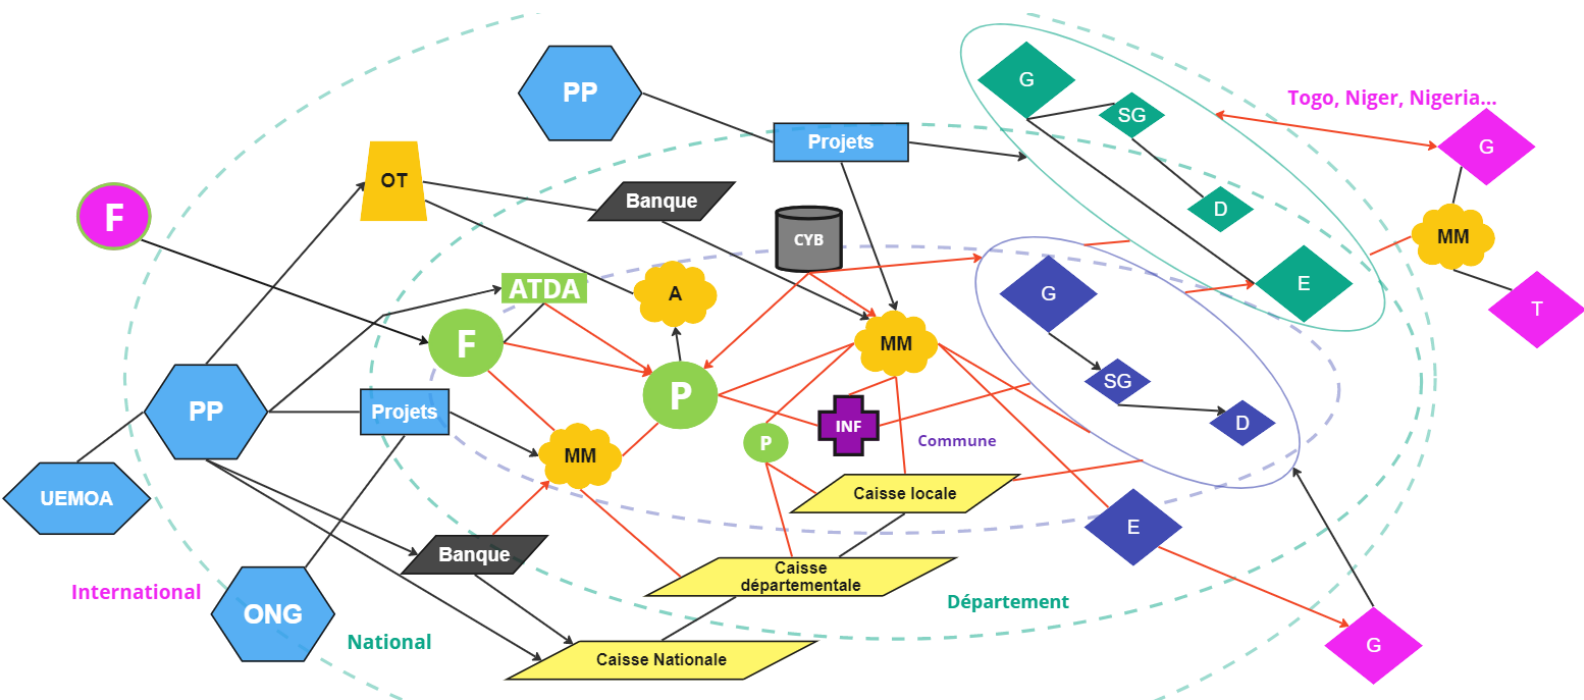 PP
G
SG
Togo, Niger, Nigeria...
Projets
G
OT
Banque
D
F
CYB
MM
ATDA
A
G
E
T
F
MM
P
SG
PP
Projets
INF
P
Commune
D
MM
UEMOA
Caisse locale
E
Banque
Caisse
départementale
International
Département
ONG
National
Caisse Nationale
G